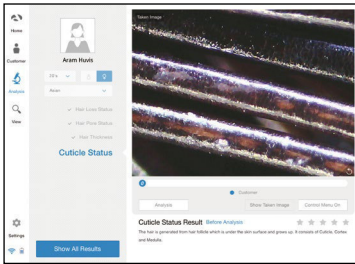 Home
Customer
Analysis
View
Settings
Aram Huvis
Asian
Hair Loss Status
Hair Pore Status
Hair Thickness
Cuticle Status
Show All Results
Taken Image
Customer
Analysis
Show Taken Image
Control Menu On
Cuticle Status Result Before Analysis
The hair is generated from hair follicle which is under the skin surface and grows up. It consists of Cuticle, Cortex
and Medulla.